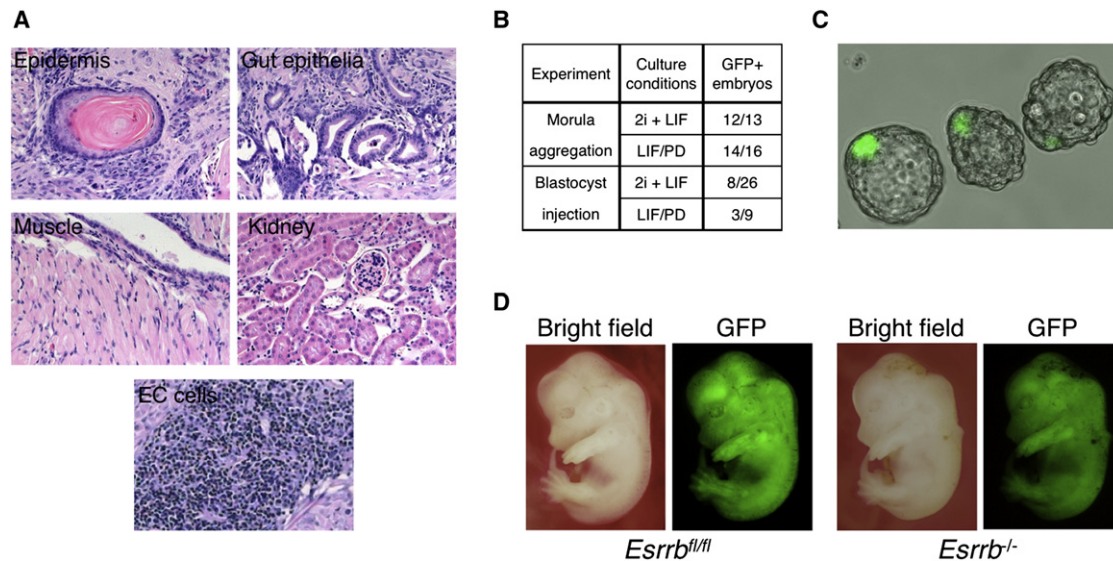 A
Epidermis
Gut epithelia
Muscle
Kidney
EC cells
B
Experiment
Culture
conditions
GFP+
embryos
Morula
aggregation
2i + LIF
12/13
LIF/PD
14/16
Blastocyst
injection
2i + LIF
8/26
LIF/PD
3/9
C
D
Bright field
GFP
Bright field
GFP
Esrrbfl/fl
Esrrb-/-